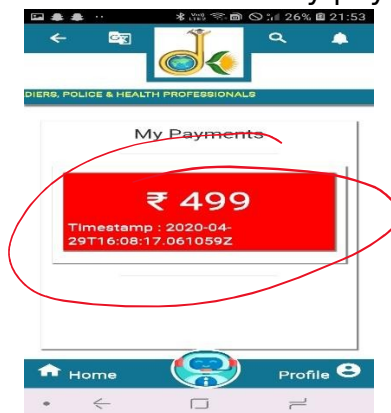 26% 21:53
DIERS, POLICE & HEALTH PROFESSIONALS
My Payments
₹ 499
Timestamp : 2020-04-
29T16:08:17.061059Z
Home Profile